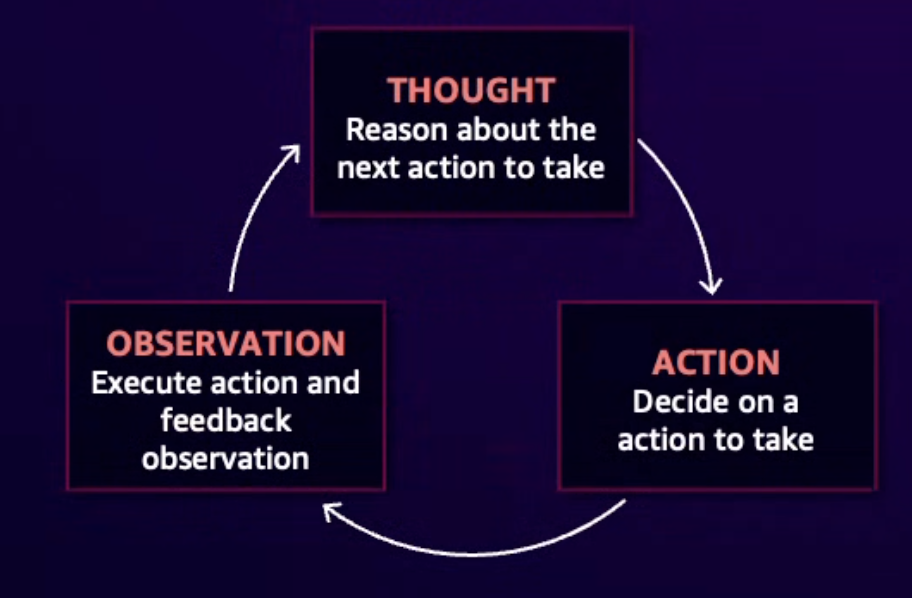 THOUGHT
Reason about the
next action to take
OBSERVATION
Execute action and
feedback
observation
ACTION
Decide on a
action to take